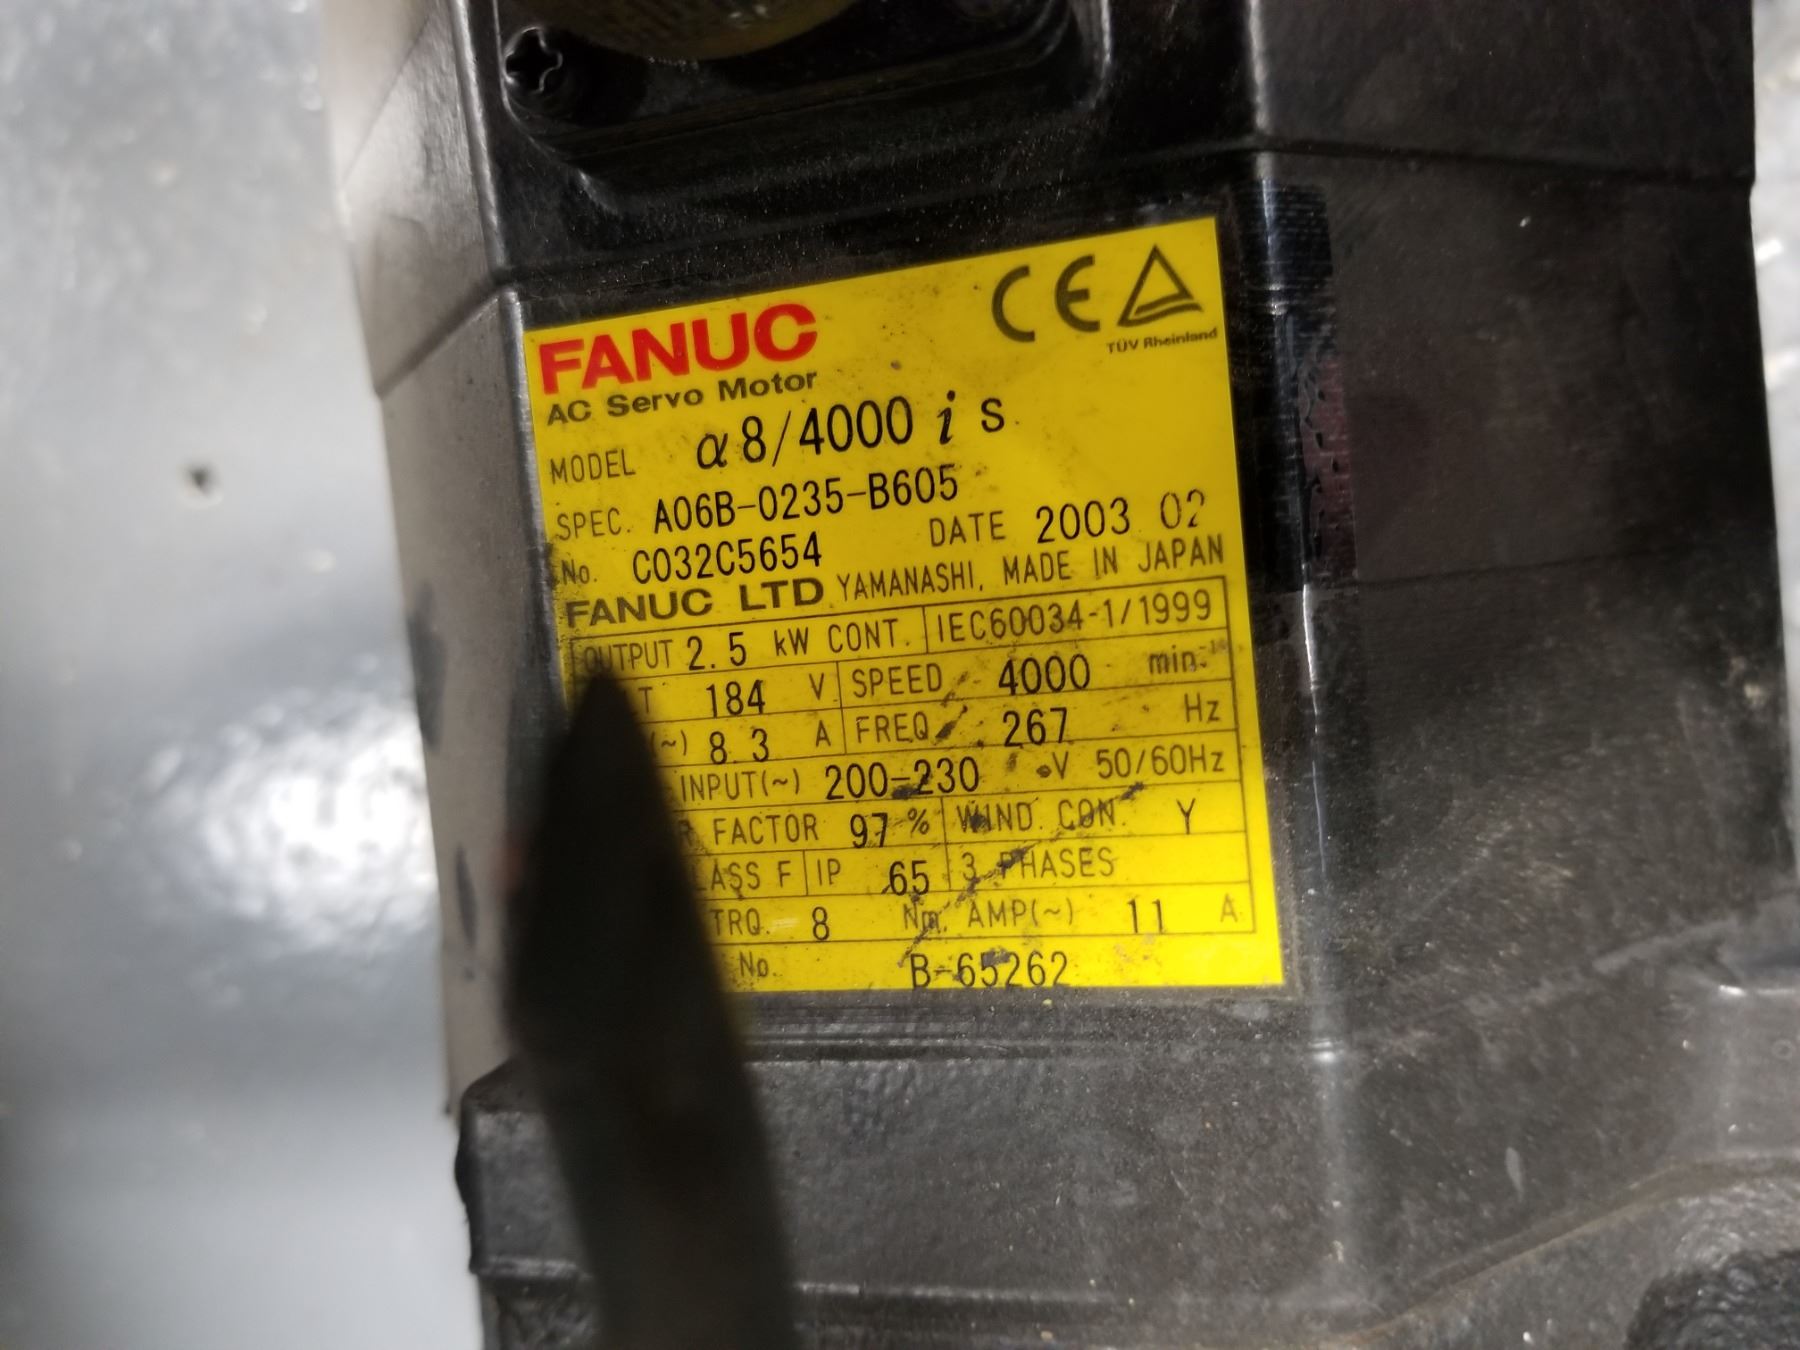 FANUC CE
TÜV Rheinland
AC Servo Motor
MODEL α8/4000 i s
SPEC. A06B-0235-B605
No. C032C5654 DATE 2003 02
FANUC LTD YAMANASHI, MADE IN JAPAN
OUTPUT 2.5 kW CONT. IEC60034-1/1999
184 V SPEED 4000 min⁻¹
(~) 8.3 A FREQ. 267 Hz
INPUT(~) 200-230 V 50/60Hz
FACTOR 97 % WIND. CON. Y
F IP 65 3 PHASES
TRQ. 8 Nm, AMP(~) 11 A
No. B-65262